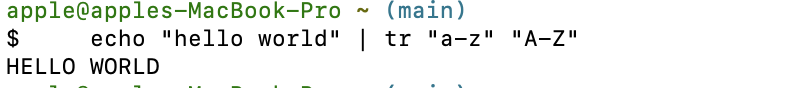 apple@apples-MacBook-Pro ~ (main)
$     echo "hello world" | tr "a-z" "A-Z"
HELLO WORLD